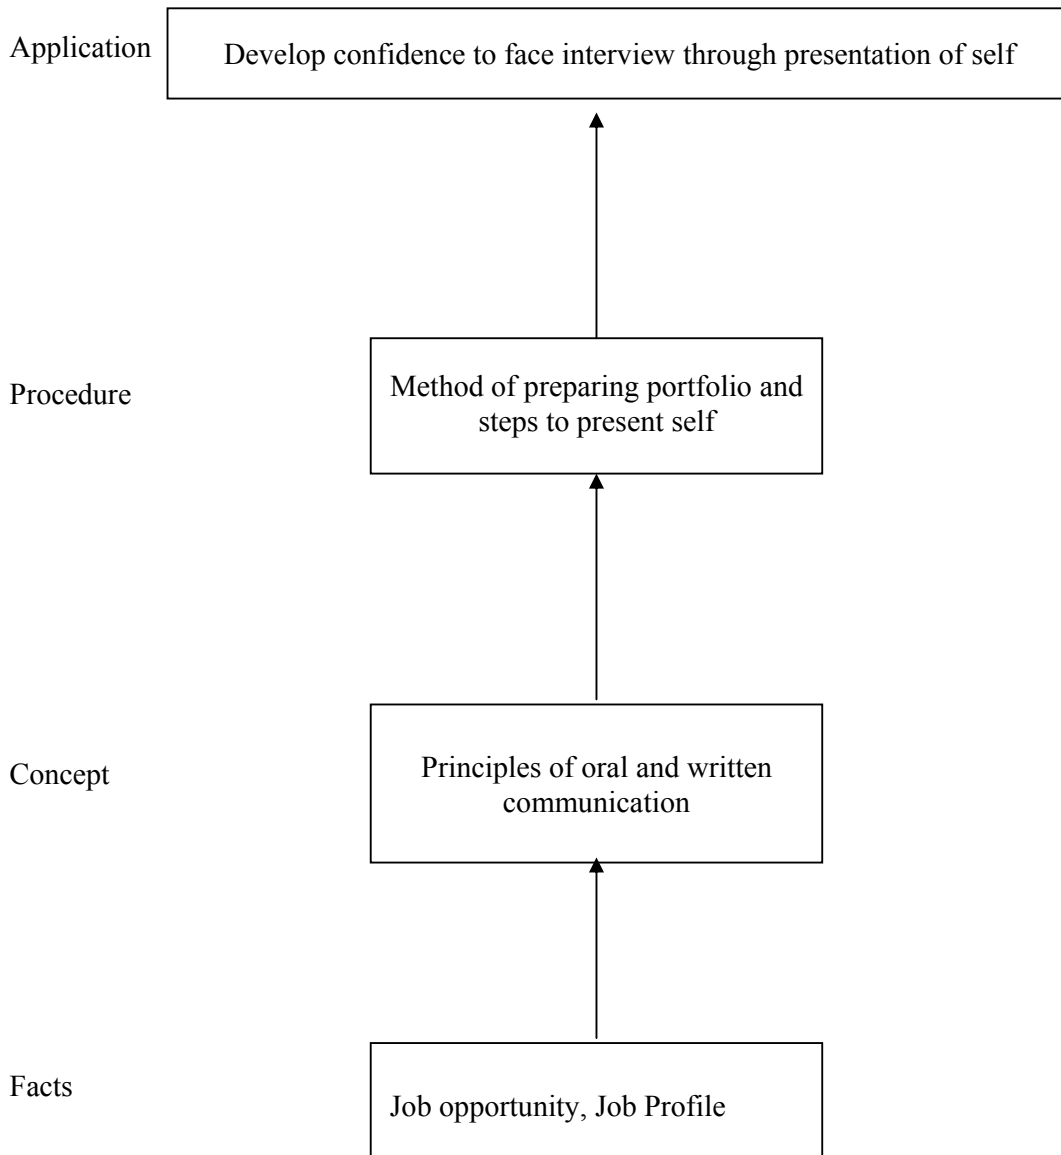 Application
Develop confidence to face interview through presentation of self
Procedure
Method of preparing portfolio and
steps to present self
Concept
Principles of oral and written
communication
Facts
Job opportunity, Job Profile